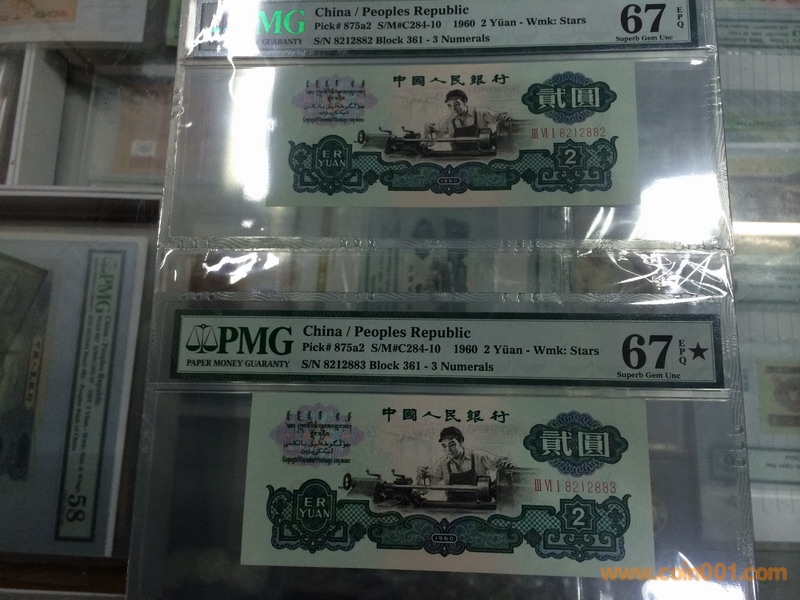 PMG
GUARANTY
China / Peoples Republic
Pick# 875a2 S/M#C284-10 1960 2 Yüan - Wmk: Stars
S/N 8212882 Block 361 - 3 Numerals
67 EPQ
Superb Gem Unc
中國人民銀行
貳圓
III VI I 8212882
ER
YUAN
1960
2
PMG
PAPER MONEY GUARANTY
China / Peoples Republic
Pick# 875a2 S/M#C284-10 1960 2 Yüan - Wmk: Stars
S/N 8212883 Block 361 - 3 Numerals
67 EPQ★
Superb Gem Unc
中國人民銀行
貳圓
III VI I 8212883
ER
YUAN
1960
2
PMG
58
www.coin001.com